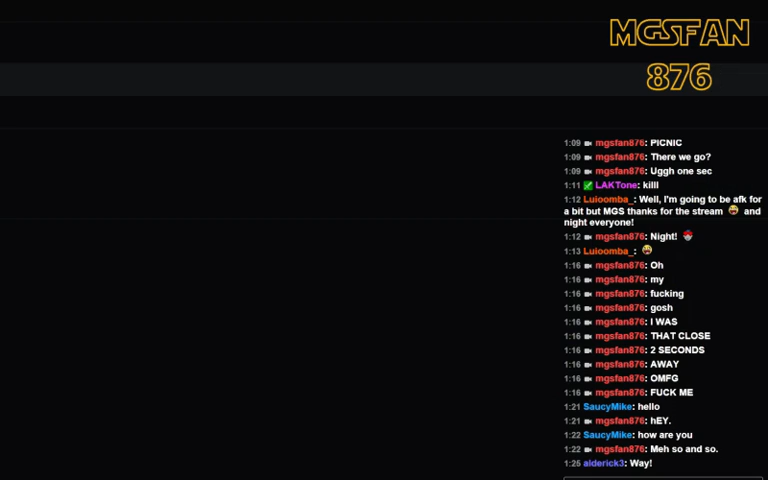 MGSFAN
876
1:09 mgsfan876: PICNIC
1:09 mgsfan876: There we go?
1:09 mgsfan876: Uggh one sec
1:11 LAKTone: killl
1:12 Luioomba_: Well, I'm going to be afk for
a bit but MGS thanks for the stream and
night everyone!
1:12 mgsfan876: Night!
1:13 Luioomba_:
1:16 mgsfan876: Oh
1:16 mgsfan876: my
1:16 mgsfan876: fucking
1:16 mgsfan876: gosh
1:16 mgsfan876: I WAS
1:16 mgsfan876: THAT CLOSE
1:16 mgsfan876: 2 SECONDS
1:16 mgsfan876: AWAY
1:16 mgsfan876: OMFG
1:16 mgsfan876: FUCK ME
1:21 SaucyMike: hello
1:21 mgsfan876: hEY.
1:22 SaucyMike: how are you
1:22 mgsfan876: Meh so and so.
1:25 alderick3: Way!